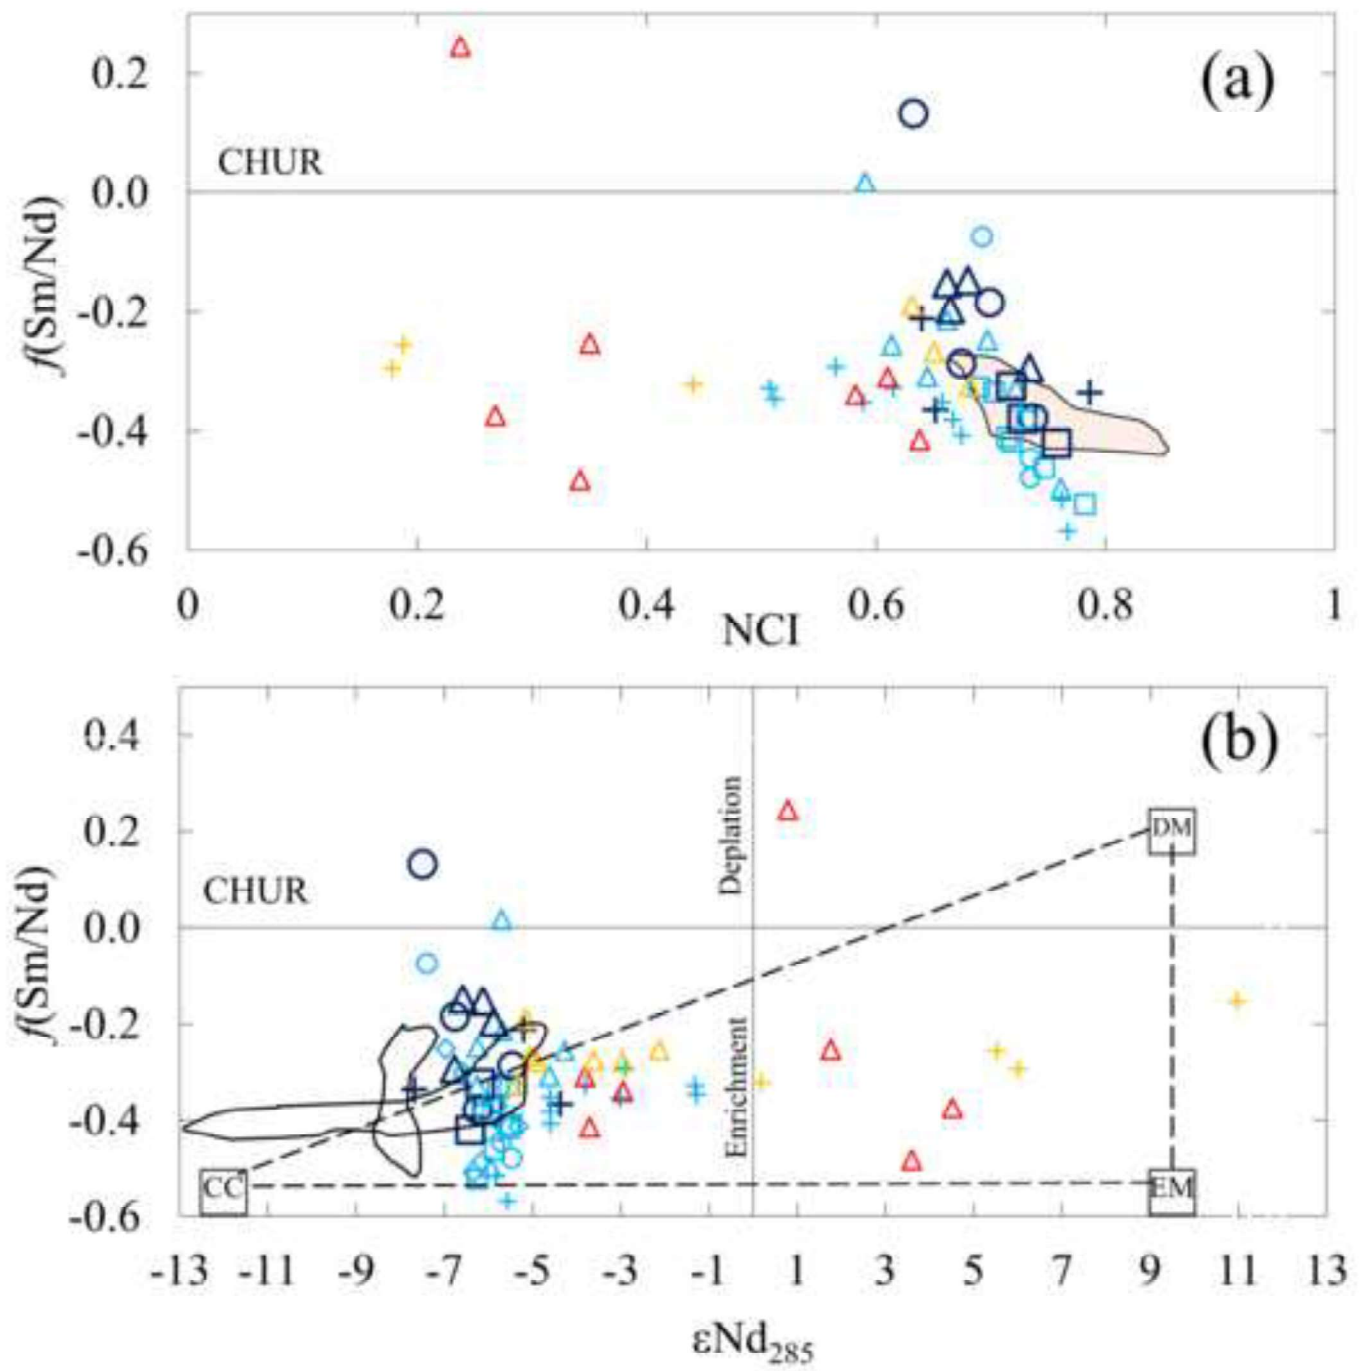 (a)
0.2
CHUR
0.0
f(Sm/Nd)
-0.2
-0.4
-0.6
0 0.2 0.4 0.6 0.8 1
NCI
(b)
0.4
Deplation
DM
0.2
CHUR
0.0
f(Sm/Nd)
-0.2
Enrichment
-0.4
CC
EM
-0.6
-13 -11 -9 -7 -5 -3 -1 1 3 5 7 9 11 13
εNd285